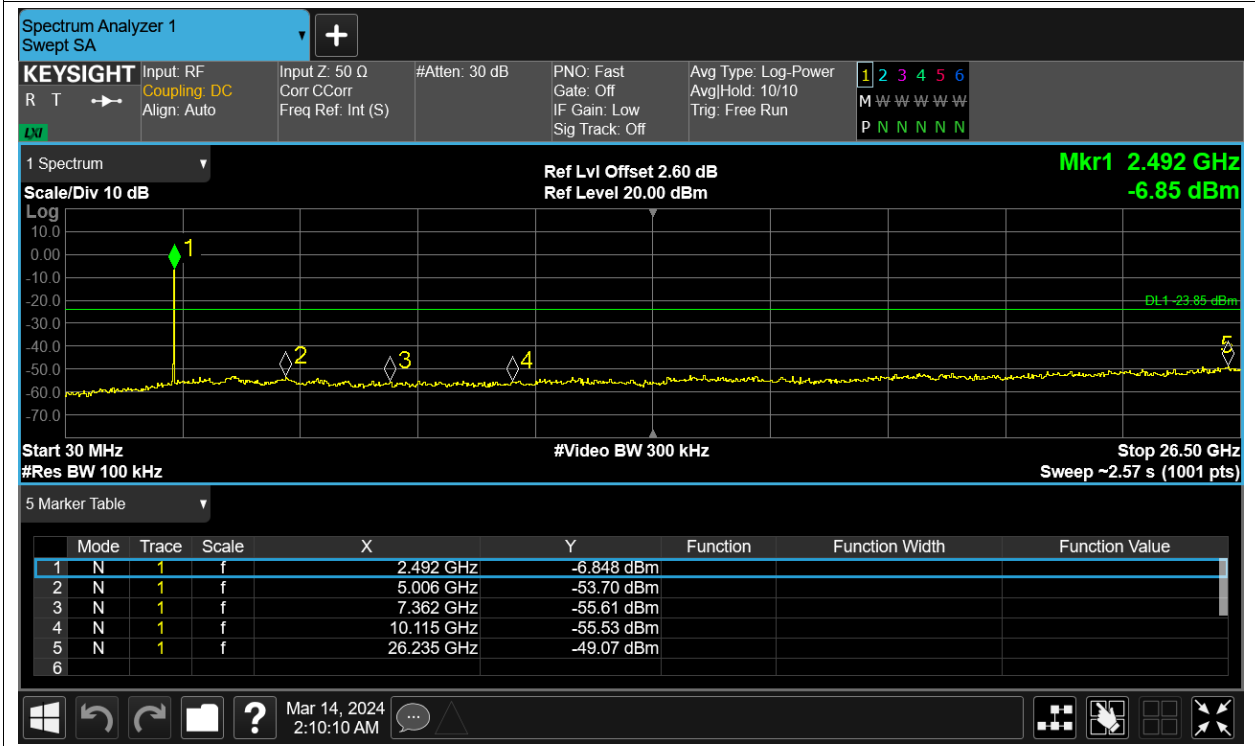 Spectrum Analyzer 1
Swept SA
+
KEYSIGHT Input: RF Input Z: 50 Ω #Atten: 30 dB PNO: Fast Avg Type: Log-Power 1 2 3 4 5 6
R T Coupling: DC Corr CCorr Gate: Off Avg|Hold: 10/10 M W W W W W
Align: Auto Freq Ref: Int (S) IF Gain: Low Trig: Free Run
LXI Sig Track: Off P N N N N N
1 Spectrum Ref Lvl Offset 2.60 dB Mkr1 2.492 GHz
Scale/Div 10 dB Ref Level 20.00 dBm -6.85 dBm
Log
10.0
0.00 1
-10.0
-20.0 DL1 -23.85 dBm
-30.0
-40.0 2 3 4 5
-50.0
-60.0
-70.0
Start 30 MHz #Video BW 300 kHz Stop 26.50 GHz
#Res BW 100 kHz Sweep ~2.57 s (1001 pts)
5 Marker Table
Mode Trace Scale X Y Function Function Width Function Value
1 N 1 f 2.492 GHz -6.848 dBm
2 N 1 f 5.006 GHz -53.70 dBm
3 N 1 f 7.362 GHz -55.61 dBm
4 N 1 f 10.115 GHz -55.53 dBm
5 N 1 f 26.235 GHz -49.07 dBm
6
? Mar 14, 2024
2:10:10 AM